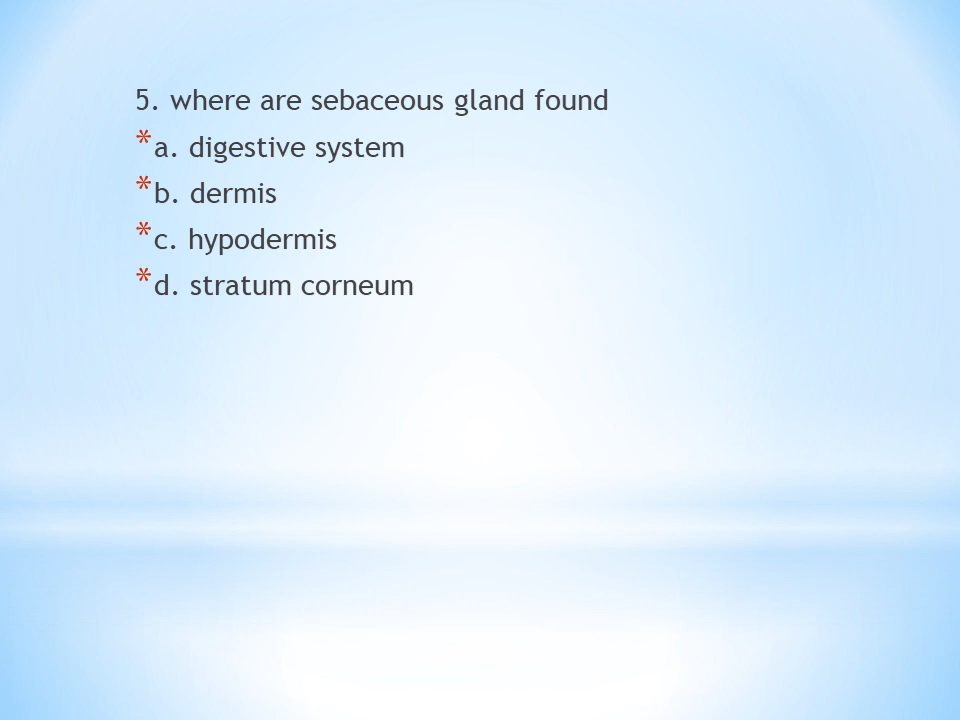 5. where are sebaceous gland found
* a. digestive system
* b. dermis
* c. hypodermis
* d. stratum corneum